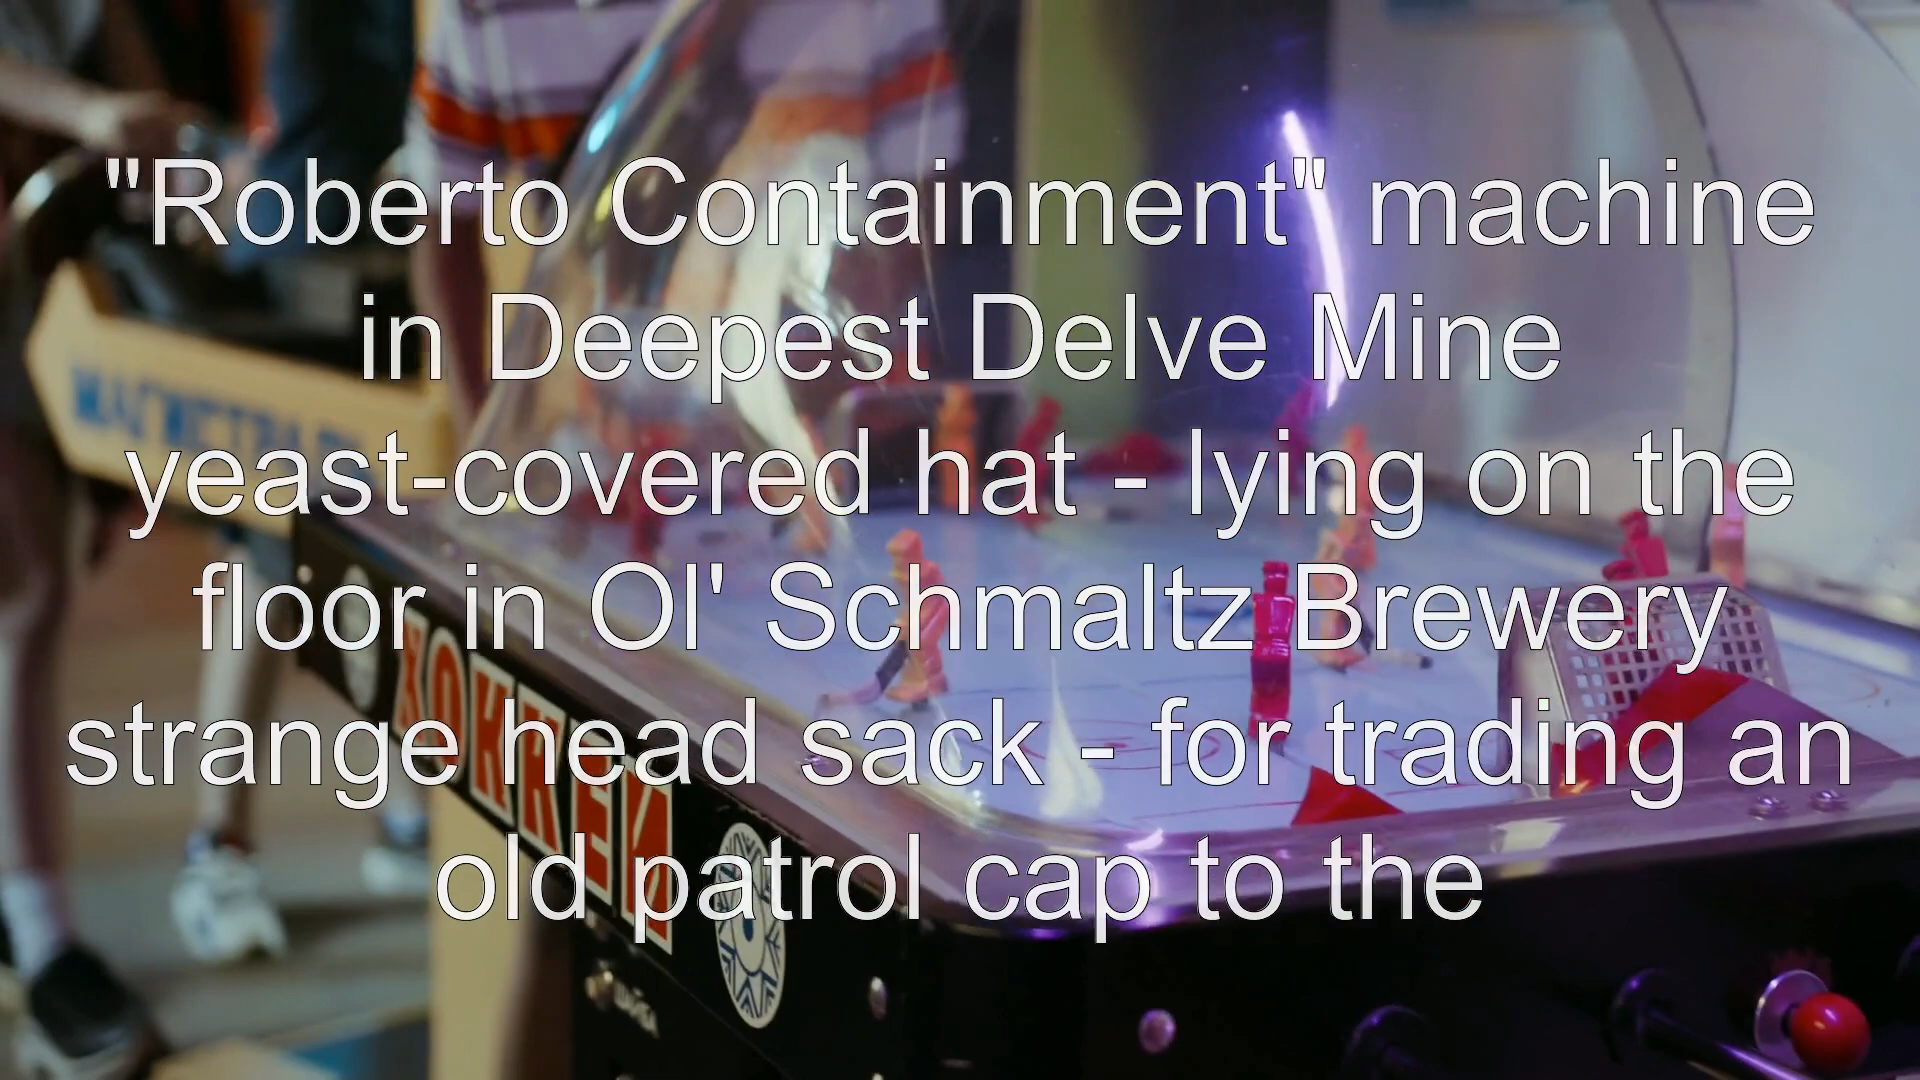 "Roberto Containment" machine
in Deepest Delve Mine
yeast-covered hat - lying on the
floor in Ol' Schmaltz Brewery
strange head sack - for trading an
old patrol cap to the
ХОККЕЙ